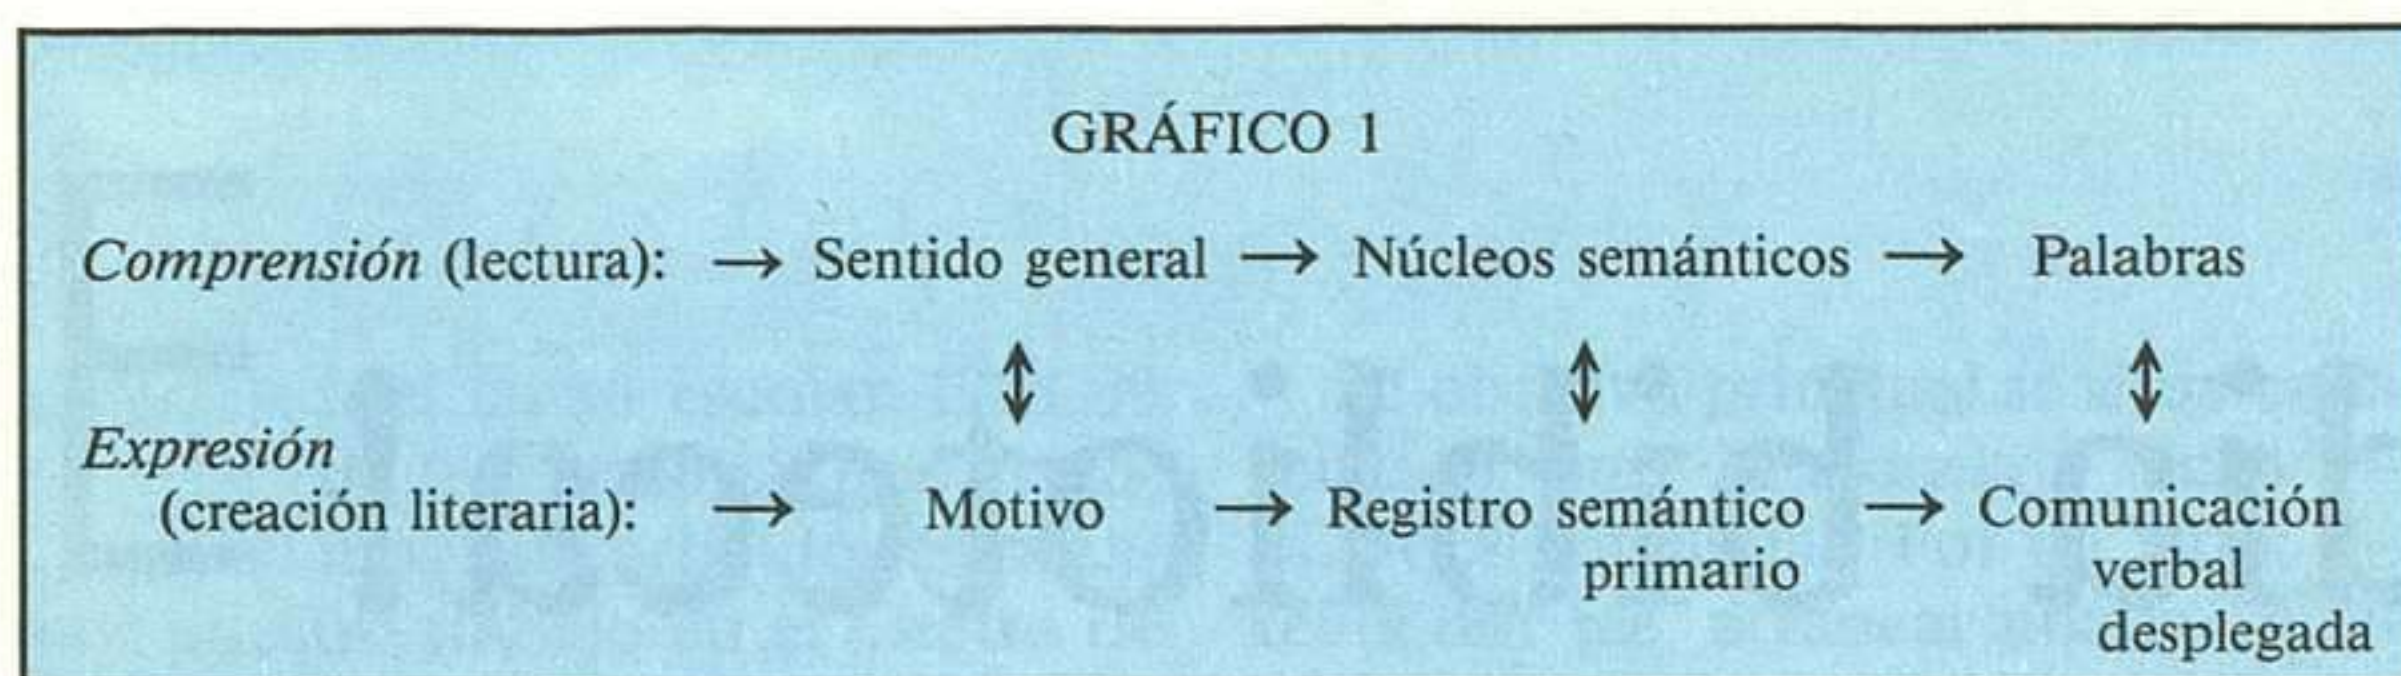 GRÁFICO 1
Comprensión (lectura): → Sentido general → Núcleos semánticos → Palabras
↕ ↕ ↕
Expresión
(creación literaria): → Motivo → Registro semántico → Comunicación
primario verbal
desplegada